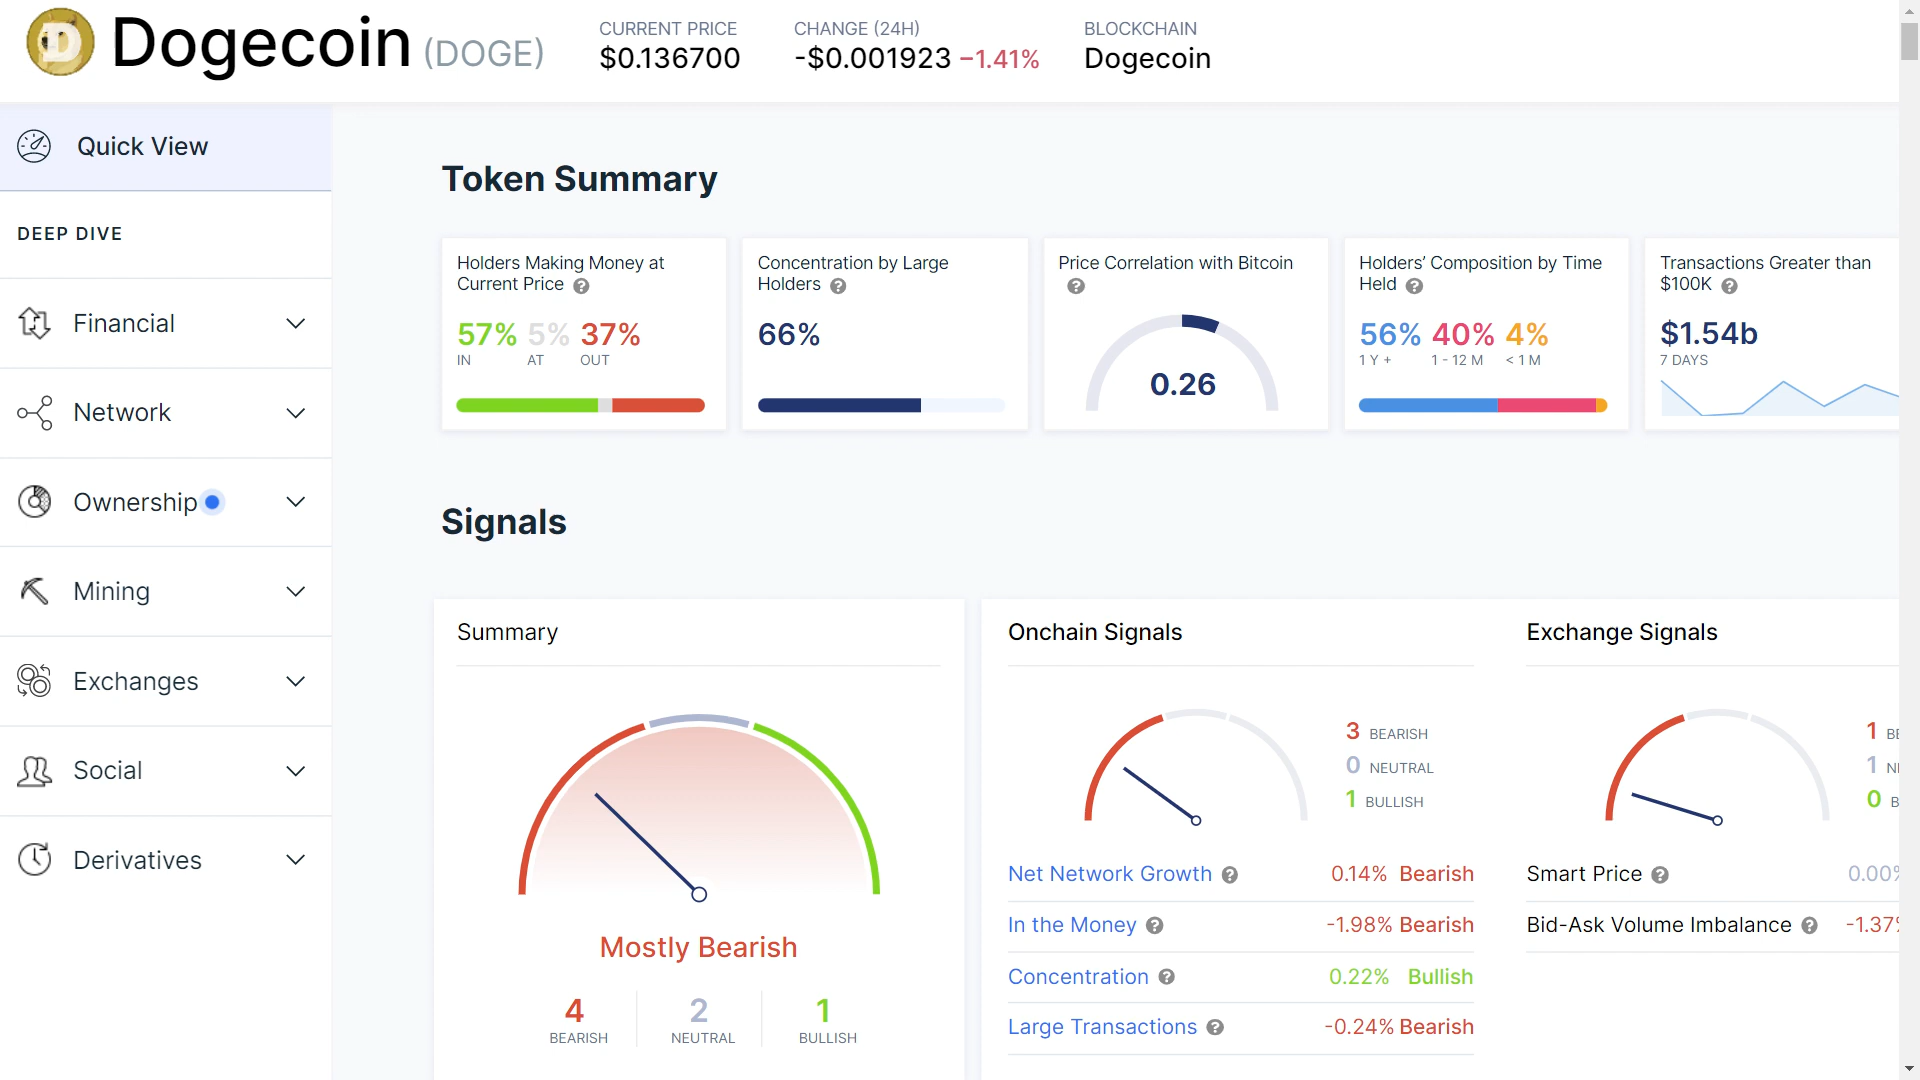 Dogecoin (DOGE)
CURRENT PRICE
$0.136700
CHANGE (24H)
-$0.001923 −1.41%
BLOCKCHAIN
Dogecoin
Quick View
DEEP DIVE
Financial
Network
Ownership
Mining
Exchanges
Social
Derivatives
Token Summary
Holders Making Money at
Current Price ?
57% 5% 37%
IN AT OUT
Concentration by Large
Holders ?
66%
Price Correlation with Bitcoin
?
0.26
Holders’ Composition by Time
Held ?
56% 40% 4%
1 Y + 1 - 12 M < 1 M
Transactions Greater than
$100K ?
$1.54b
7 DAYS
Signals
Summary
Mostly Bearish
4 2 1
BEARISH NEUTRAL BULLISH
Onchain Signals
3 BEARISH
0 NEUTRAL
1 BULLISH
Net Network Growth ? 0.14% Bearish
In the Money ? -1.98% Bearish
Concentration ? 0.22% Bullish
Large Transactions ? -0.24% Bearish
Exchange Signals
1
1
0
Smart Price ? 0.00%
Bid-Ask Volume Imbalance ? -1.37%